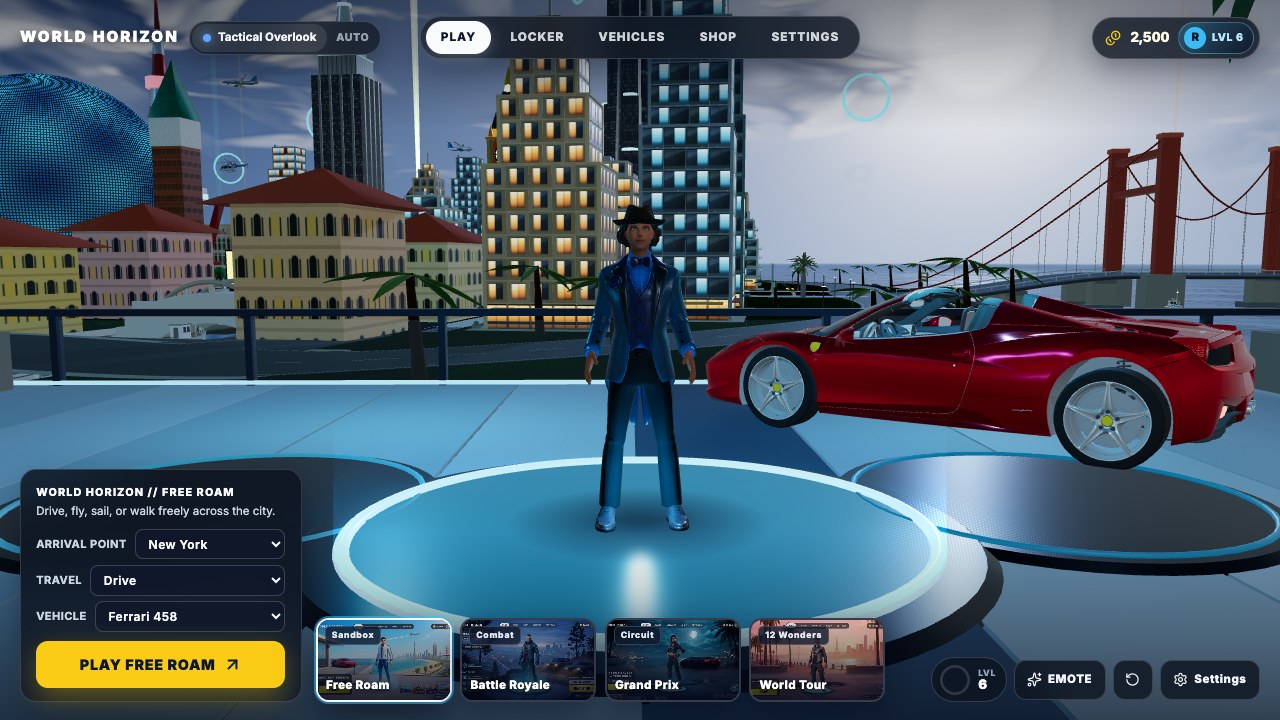 WORLD HORIZON
Tactical Overlook AUTO
PLAY LOCKER VEHICLES SHOP SETTINGS
2,500
R LVL 6
WORLD HORIZON // FREE ROAM
Drive, fly, sail, or walk freely across the city.
ARRIVAL POINT New York
TRAVEL Drive
VEHICLE Ferrari 458
PLAY FREE ROAM
Sandbox
Free Roam
Combat
Battle Royale
Circuit
Grand Prix
12 Wonders
World Tour
LVL
6
EMOTE
Settings